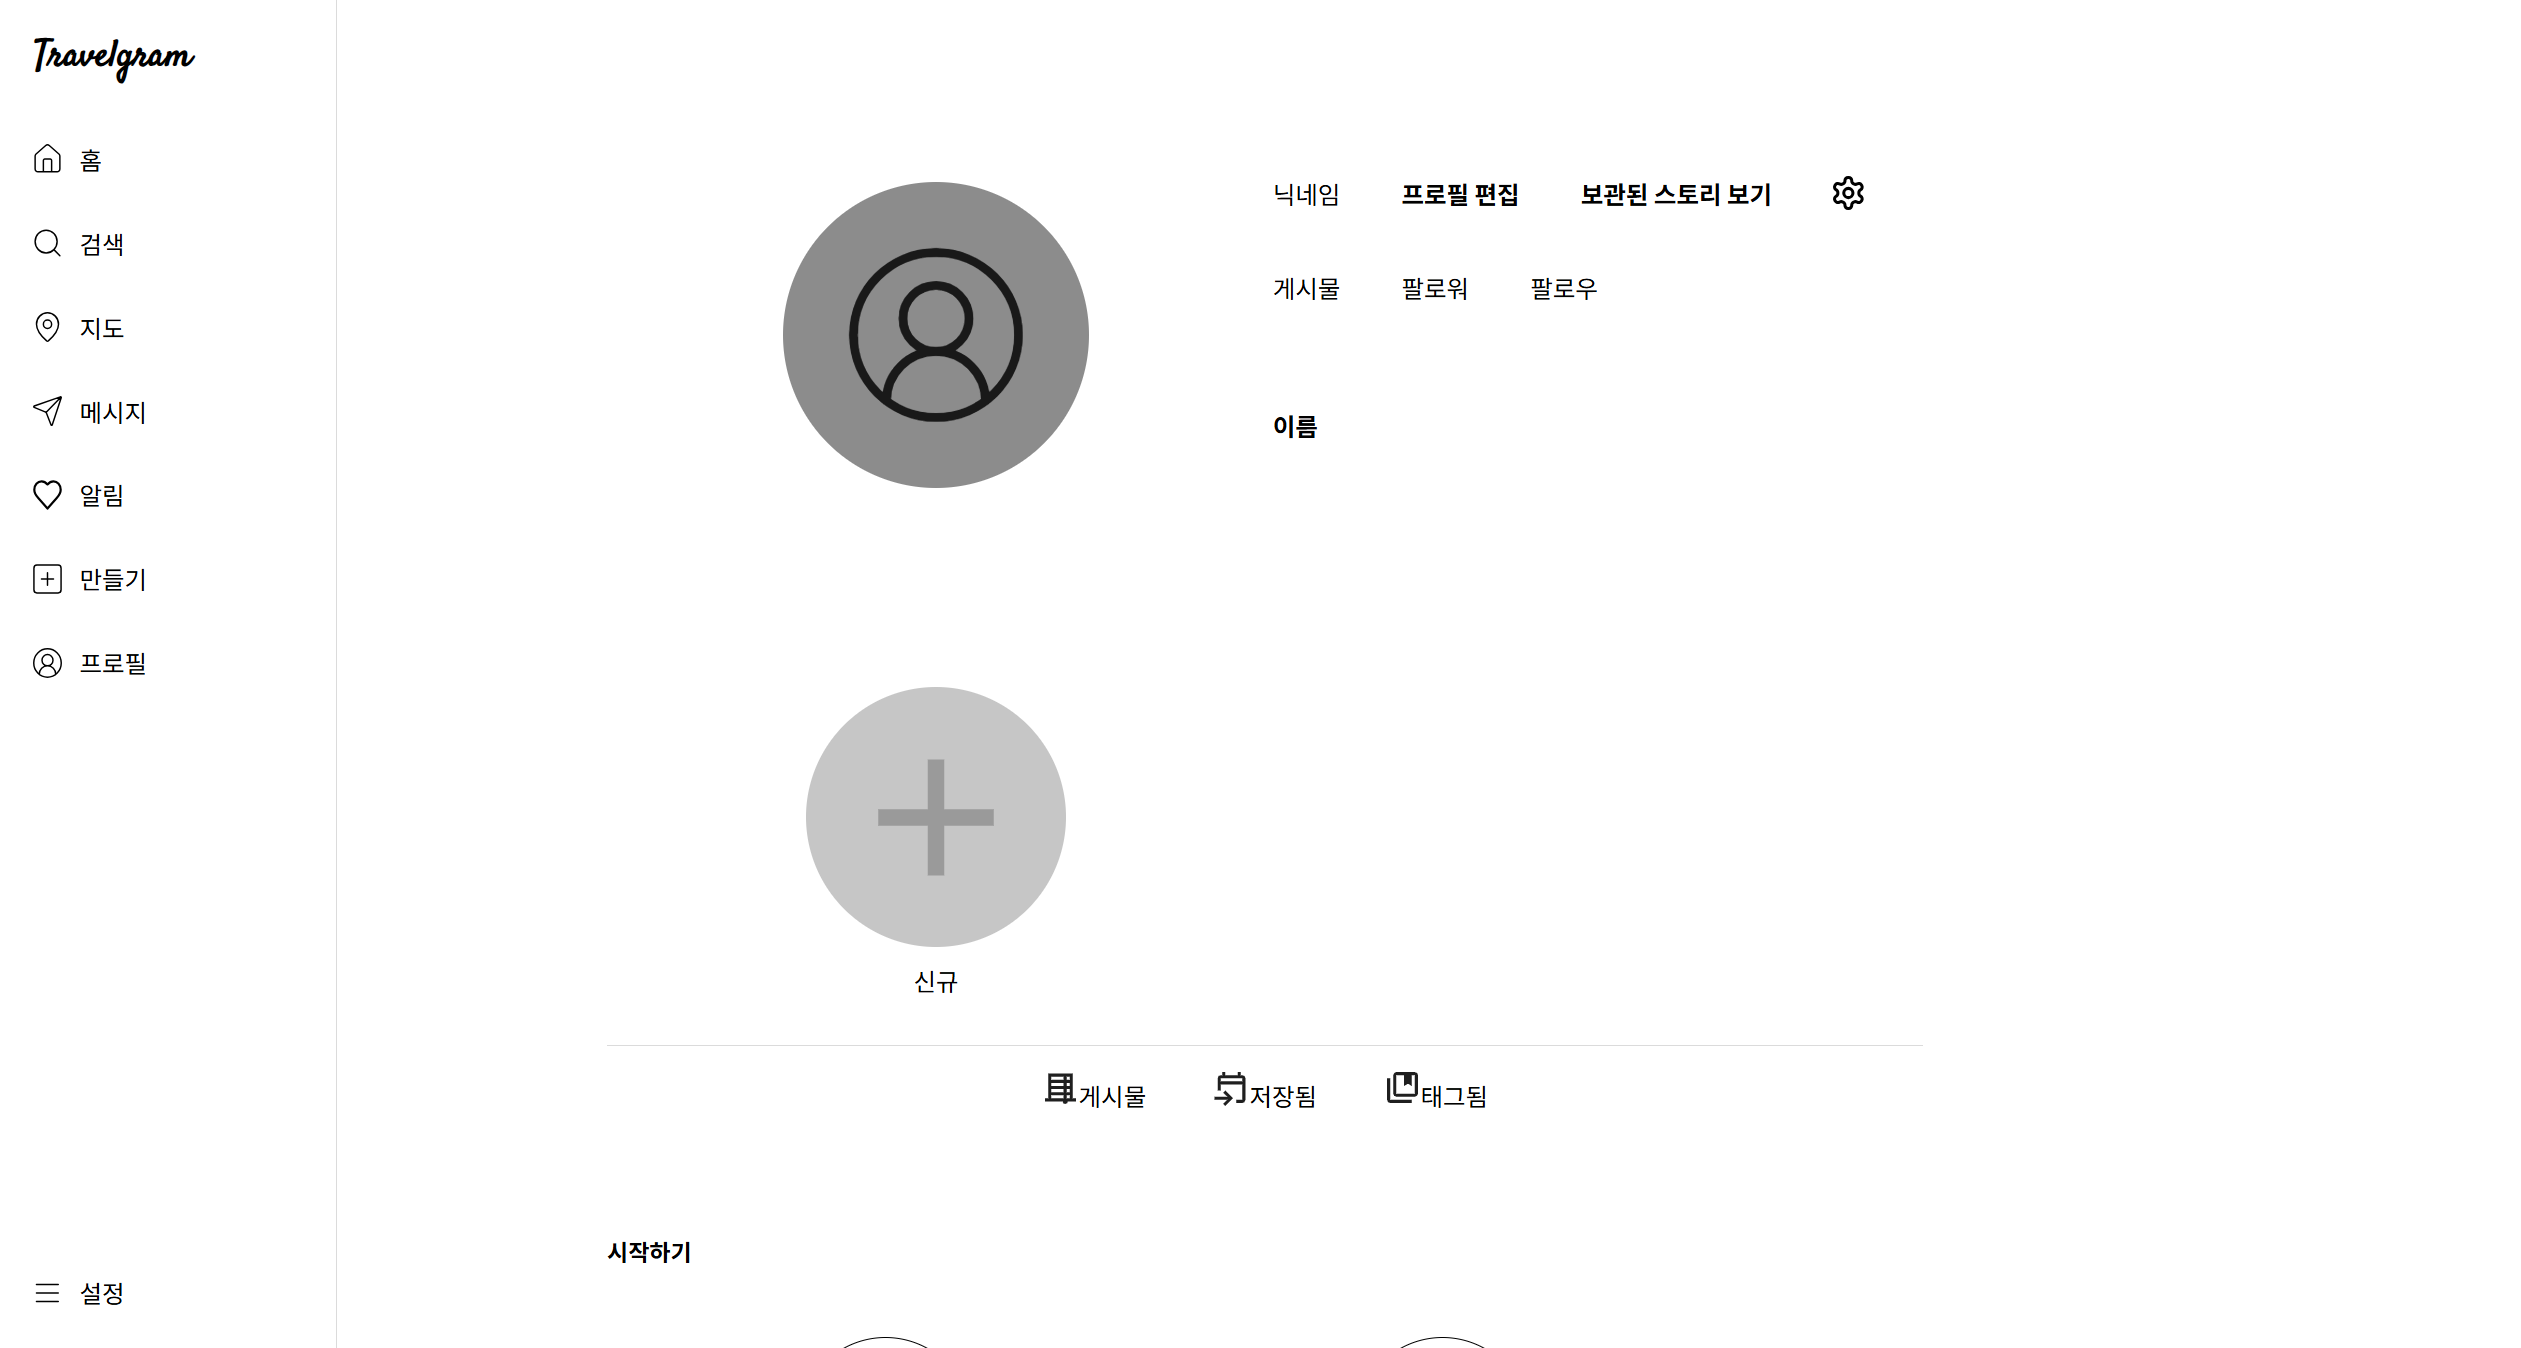 Travelgram
홈
검색
지도
메시지
알림
만들기
프로필
설정
닉네임 프로필 편집 보관된 스토리 보기
게시물 팔로워 팔로우
이름
신규
게시물 저장됨 태그됨
시작하기